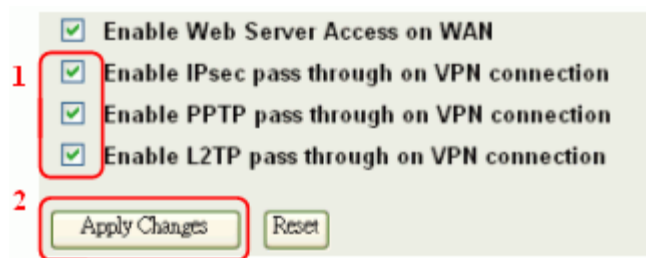 Enable Web Server Access on WAN
1 Enable IPsec pass through on VPN connection
Enable PPTP pass through on VPN connection
Enable L2TP pass through on VPN connection
2
Apply Changes Reset